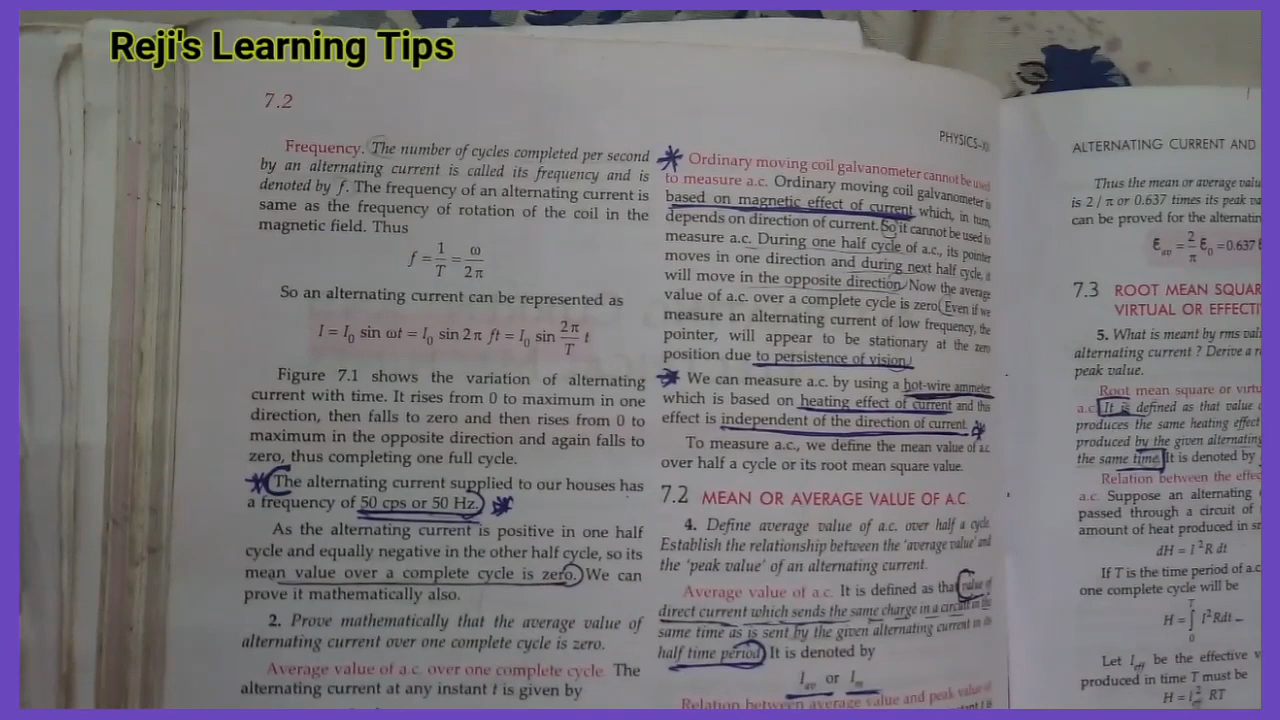 Reji's Learning Tips
7.2
Frequency. The number of cycles completed per second
by an alternating current is called its frequency and is
denoted by f. The frequency of an alternating current is
same as the frequency of rotation of the coil in the
magnetic field. Thus
f = 1/T = ω/2π
So an alternating current can be represented as
I = I₀ sin ωt = I₀ sin 2π ft = I₀ sin 2π/T t
Figure 7.1 shows the variation of alternating
current with time. It rises from 0 to maximum in one
direction, then falls to zero and then rises from 0 to
maximum in the opposite direction and again falls to
zero, thus completing one full cycle.
The alternating current supplied to our houses has
a frequency of 50 cps or 50 Hz.
As the alternating current is positive in one half
cycle and equally negative in the other half cycle, so its
mean value over a complete cycle is zero. We can
prove it mathematically also.
2. Prove mathematically that the average value of
alternating current over one complete cycle is zero.
Average value of a.c. over one complete cycle. The
alternating current at any instant t is given by
PHYSICS-XI
Ordinary moving coil galvanometer cannot be used
to measure a.c. Ordinary moving coil galvanometer is
based on magnetic effect of current which, in turn,
depends on direction of current. So it cannot be used to
measure a.c. During one half cycle of a.c., its pointer
moves in one direction and during next half cycle, it
will move in the opposite direction. Now the average
value of a.c. over a complete cycle is zero. Even if we
measure an alternating current of low frequency, the
pointer, will appear to be stationary at the zero
position due to persistence of vision.
We can measure a.c. by using a hot-wire ammeter
which is based on heating effect of current and the
effect is independent of the direction of current.
To measure a.c., we define the mean value of a.c.
over half a cycle or its root mean square value.
7.2 MEAN OR AVERAGE VALUE OF A.C.
4. Define average value of a.c. over half a cycle.
Establish the relationship between the 'average value' and
the 'peak value' of an alternating current.
Average value of a.c. It is defined as that value of
direct current which sends the same charge in a circuit in the
same time as is sent by the given alternating current in its
half time period. It is denoted by
Iav or Im
Relation between average value and peak value of
ALTERNATING CURRENT AND
Thus the mean or average valu
is 2 / π or 0.637 times its peak va
can be proved for the alternatin
Ɛav = 2/π Ɛ₀ = 0.637
7.3 ROOT MEAN SQUAR
VIRTUAL OR EFFECTI
5. What is meant by rms val
alternating current ? Derive a r
peak value.
Root mean square or virtu
a.c. It is defined as that value
produces the same heating effect
produced by the given alternating
the same time. It is denoted by
Relation between the effec
a.c. Suppose an alternating
passed through a circuit of
amount of heat produced in sm
dH = I² R dt
If T is the time period of a.c
one complete cycle will be
H = ∫₀ᵀ I² Rdt
Let Ieff be the effective v
produced in time T must be
H = I²eff RT